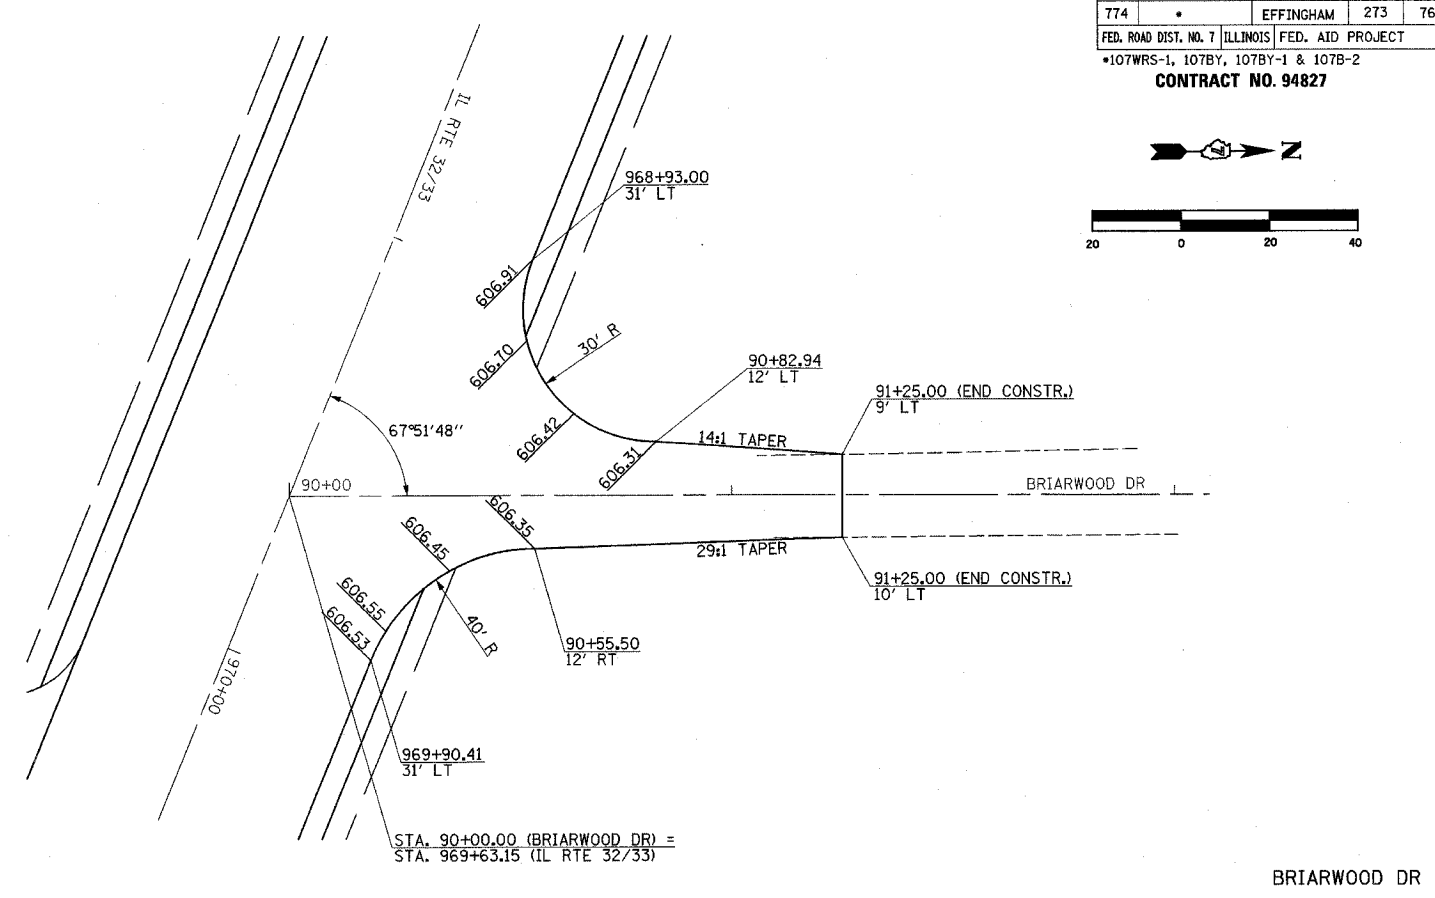 774 * EFFINGHAM 273 76
FED. ROAD DIST. NO. 7 ILLINOIS FED. AID PROJECT
*107WRS-1, 107BY, 107BY-1 & 107B-2
CONTRACT NO. 94827
N
20 0 20 40
IL RTE 32/33
968+93.00
31' LT
606.91
606.70
30' R
90+82.94
12' LT
91+25.00 (END CONSTR.)
9' LT
67°51'48"
606.42
606.31
14:1 TAPER
90+00
BRIARWOOD DR
606.35
606.45
29:1 TAPER
606.55
606.53
40' R
91+25.00 (END CONSTR.)
10' LT
90+55.50
12' RT
970+00
969+90.41
31' LT
STA. 90+00.00 (BRIARWOOD DR) =
STA. 969+63.15 (IL RTE 32/33)
BRIARWOOD DR